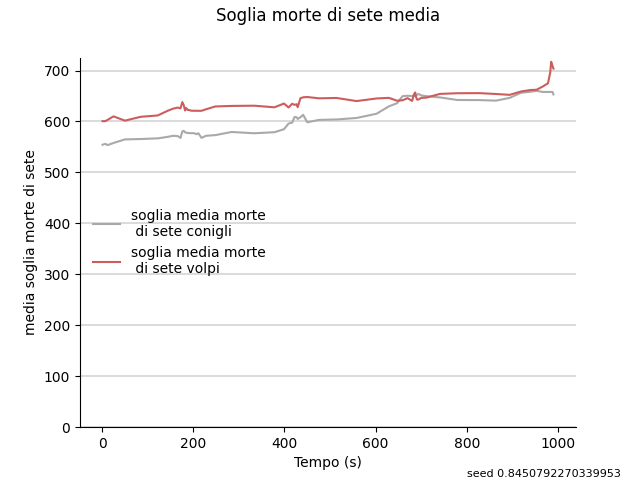 Soglia morte di sete media
media soglia morte di sete
700
600
500
400
300
200
100
0
soglia media morte
di sete conigli
soglia media morte
di sete volpi
0 200 400 600 800 1000
Tempo (s)
seed 0.8450792270339953